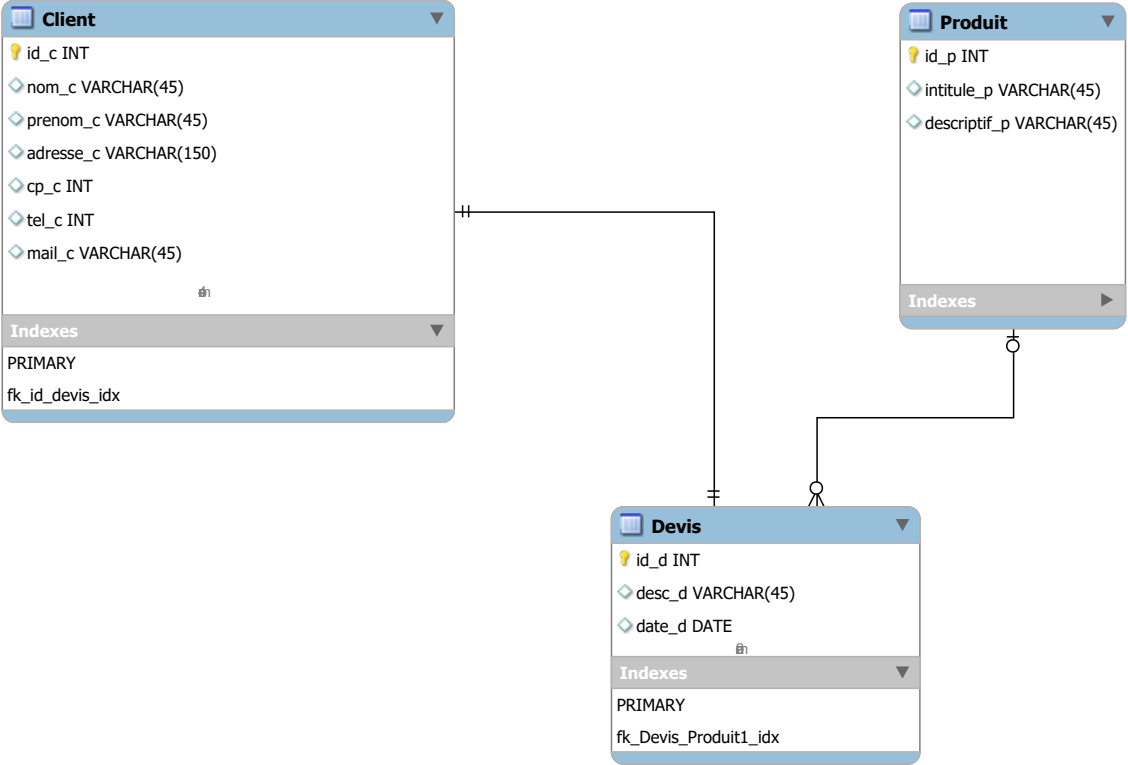 Client
id_c INT
nom_c VARCHAR(45)
prenom_c VARCHAR(45)
adresse_c VARCHAR(150)
cp_c INT
tel_c INT
mail_c VARCHAR(45)
Indexes
PRIMARY
fk_id_devis_idx
Produit
id_p INT
intitule_p VARCHAR(45)
descriptif_p VARCHAR(45)
Indexes
Devis
id_d INT
desc_d VARCHAR(45)
date_d DATE
Indexes
PRIMARY
fk_Devis_Produit1_idx